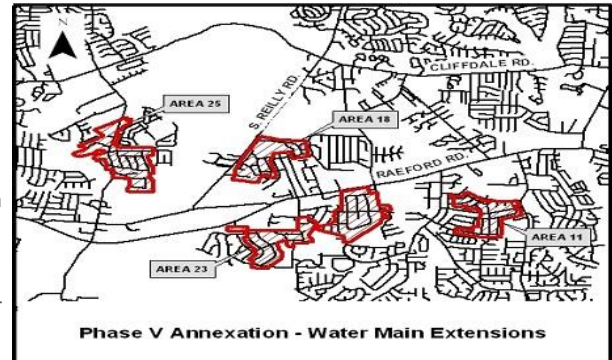 N
CLIFFDALE RD.
S. REILLY RD.
AREA 25
AREA 18
RAEFORD RD.
AREA 11
AREA 23
Phase V Annexation - Water Main Extensions